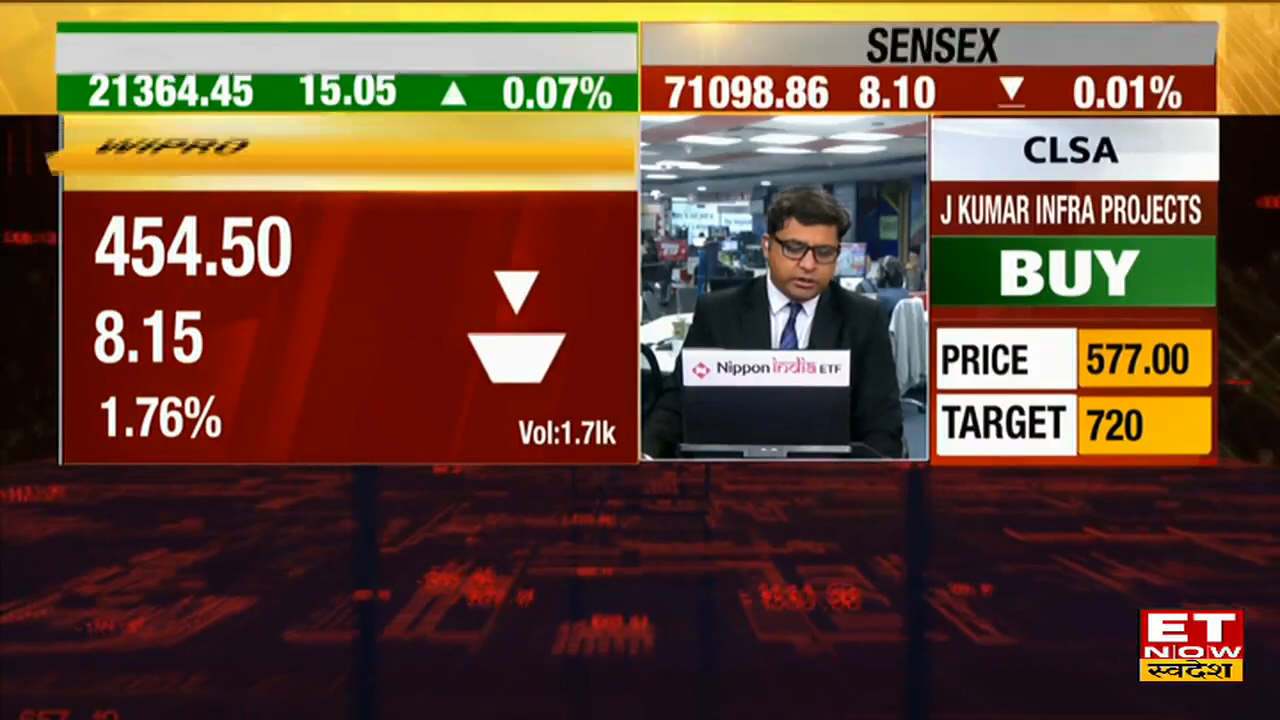 SENSEX
21364.45 15.05 ▲ 0.07%
71098.86 8.10 ▼ 0.01%
WIPRO
454.50
8.15
1.76%
Vol:1.7lk
Nippon india ETF
CLSA
J KUMAR INFRA PROJECTS
BUY
PRICE 577.00
TARGET 720
ET
NOW
स्वदेश